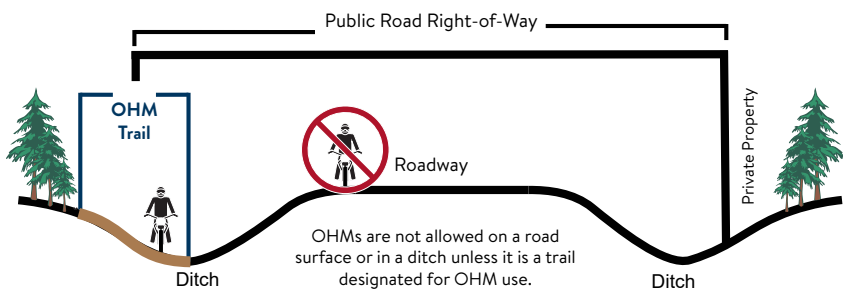 Public Road Right-of-Way
OHM
Trail
Roadway
Private Property
OHMs are not allowed on a road
surface or in a ditch unless it is a trail
designated for OHM use.
Ditch
Ditch